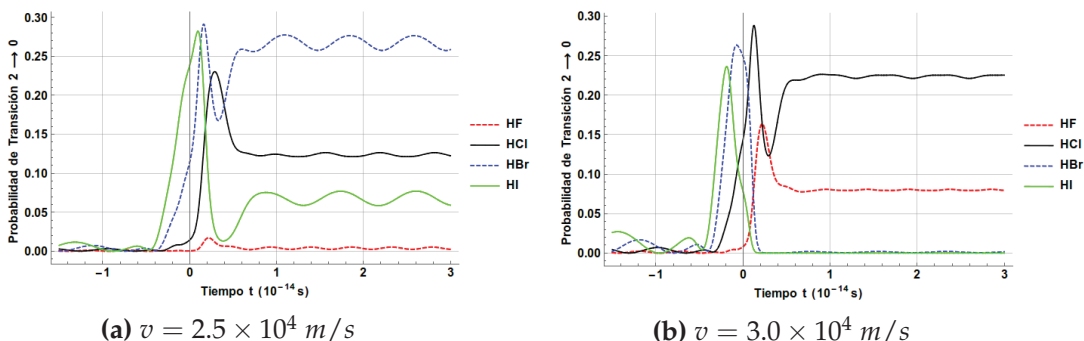 0.30
0.25
0.20
0.15
0.10
0.05
0.00
Probabilidad de Transición 2 → 0
−1
0
1
2
3
Tiempo t (10⁻¹⁴ s)
HF
HCl
HBr
HI
(a) v = 2.5 × 10⁴ m/s
0.30
0.25
0.20
0.15
0.10
0.05
0.00
Probabilidad de Transición 2 → 0
−1
0
1
2
3
Tiempo t (10⁻¹⁴ s)
HF
HCl
HBr
HI
(b) v = 3.0 × 10⁴ m/s